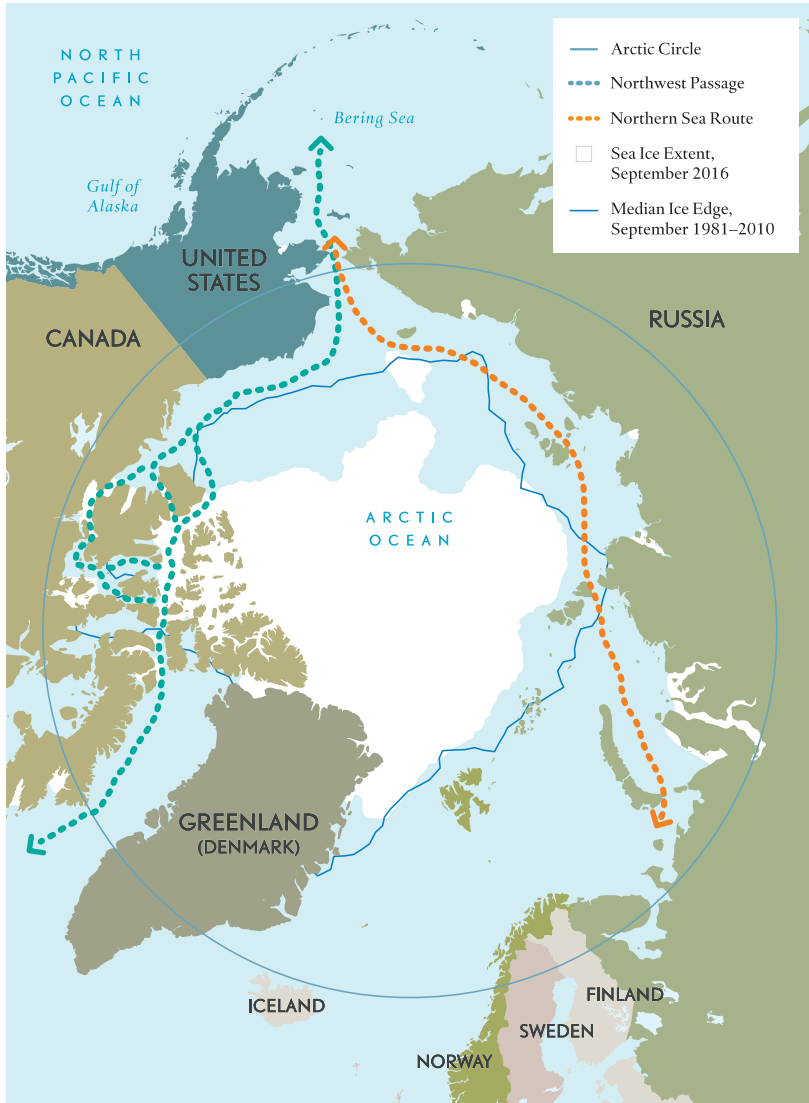 NORTH
PACIFIC
OCEAN
Bering Sea
Gulf of
Alaska
Arctic Circle
Northwest Passage
Northern Sea Route
Sea Ice Extent,
September 2016
Median Ice Edge,
September 1981–2010
UNITED
STATES
CANADA
RUSSIA
ARCTIC
OCEAN
GREENLAND
(DENMARK)
ICELAND
FINLAND
SWEDEN
NORWAY